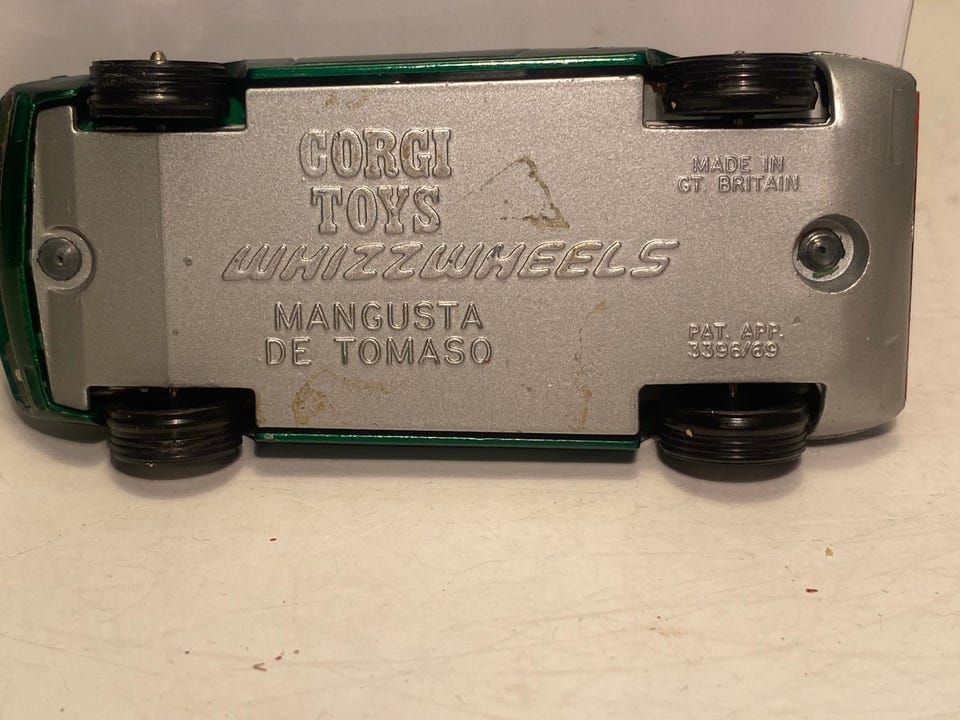 CORGI
TOYS
WHIZZWHEELS
MANGUSTA
DE TOMASO
MADE IN
GT. BRITAIN
PAT. APP.
3396/69